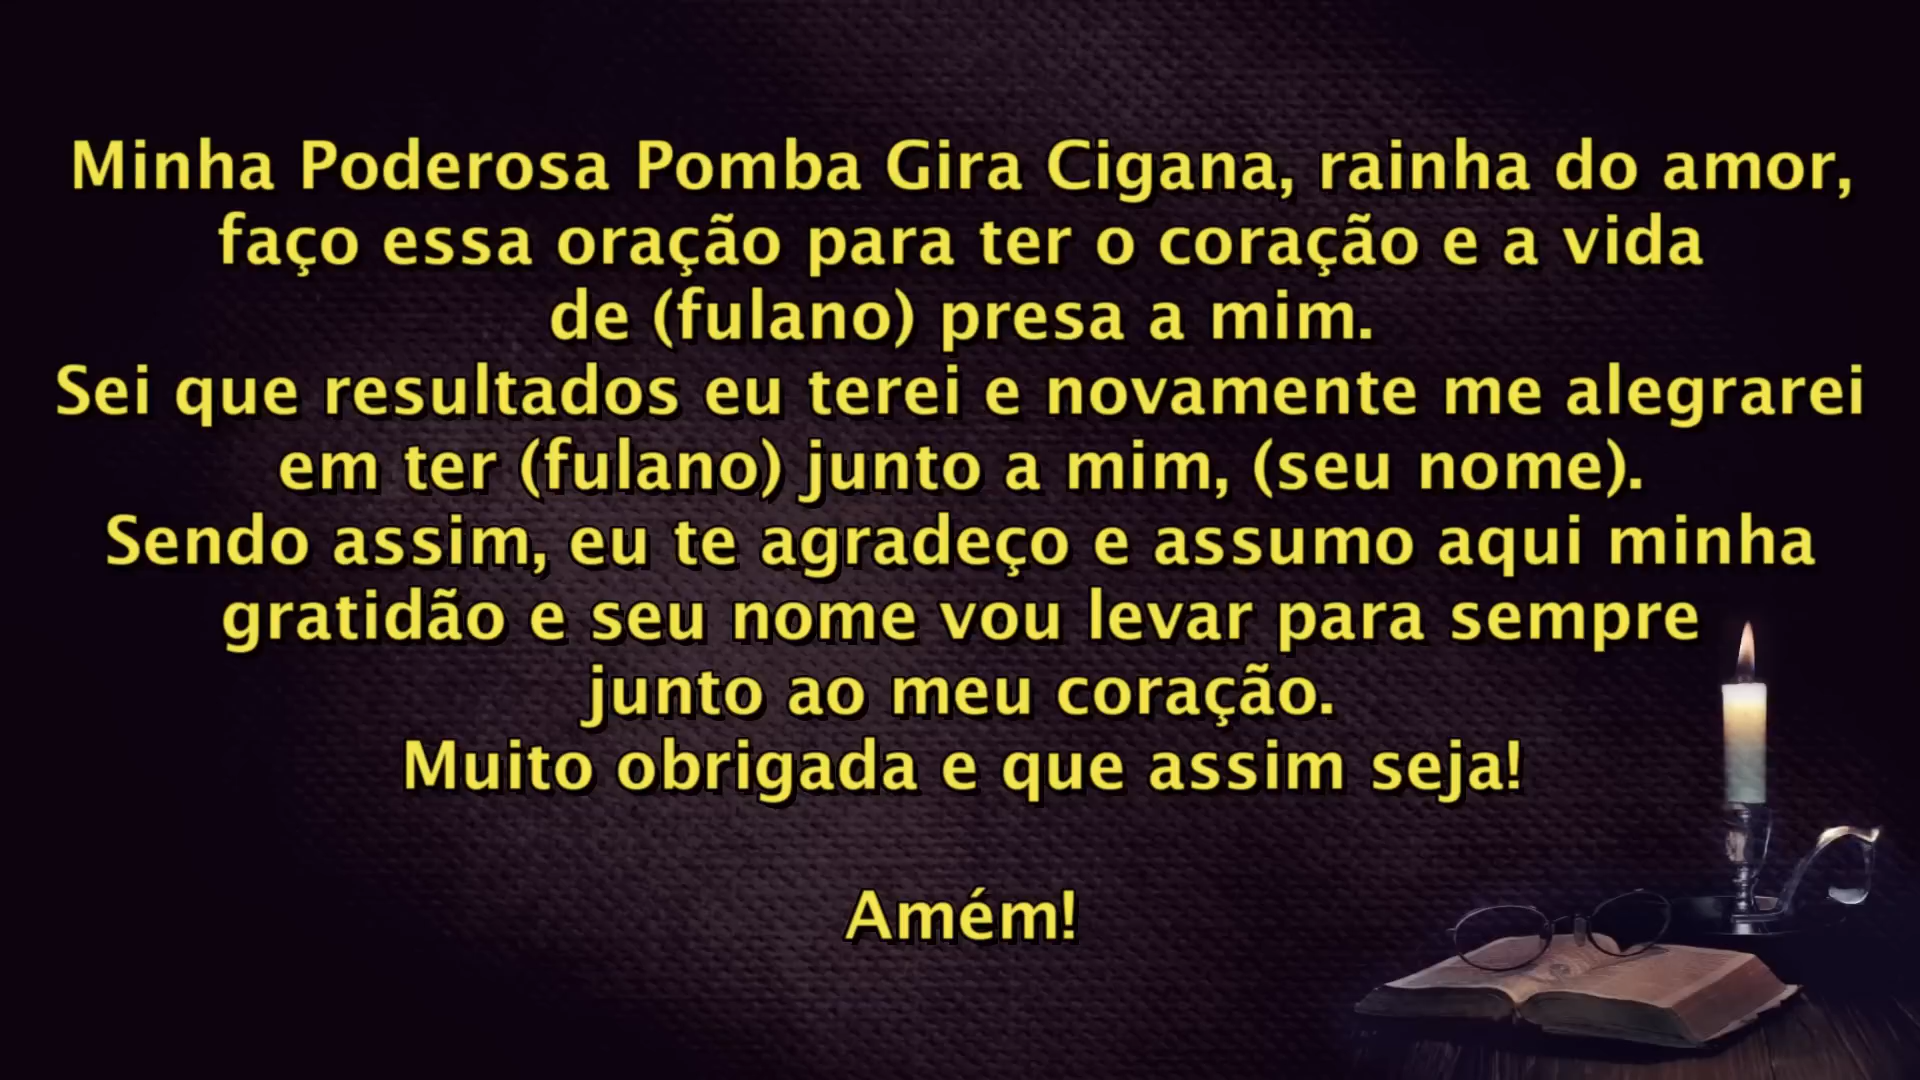 Minha Poderosa Pomba Gira Cigana, rainha do amor,
faço essa oração para ter o coração e a vida
de (fulano) presa a mim.
Sei que resultados eu terei e novamente me alegrarei
em ter (fulano) junto a mim, (seu nome).
Sendo assim, eu te agradeço e assumo aqui minha
gratidão e seu nome vou levar para sempre
junto ao meu coração.
Muito obrigada e que assim seja!
Amém!